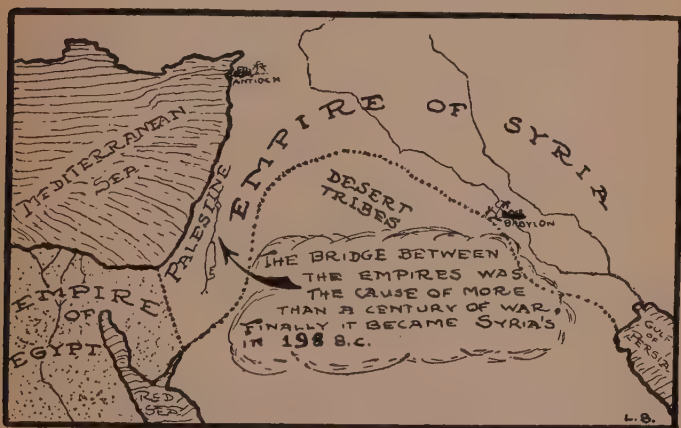 ANTIOCH
MEDITERRANEAN
SEA
EMPIRE OF SYRIA
PALESTINE
DESERT
TRIBES
BABYLON
THE BRIDGE BETWEEN
THE EMPIRES WAS
THE CAUSE OF MORE
THAN A CENTURY OF WAR.
FINALLY IT BECAME SYRIA'S
IN 198 B.C.
EMPIRE
OF
EGYPT
RED
SEA
GULF
OF
PERSIA
L.B.